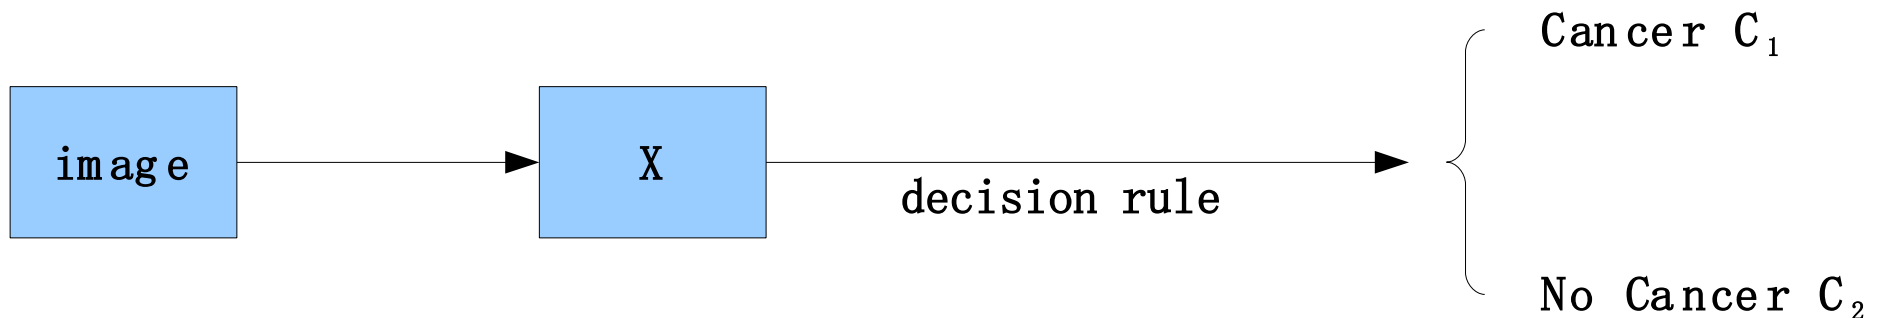 Cancer C₁
image
X
decision rule
No Cancer C₂